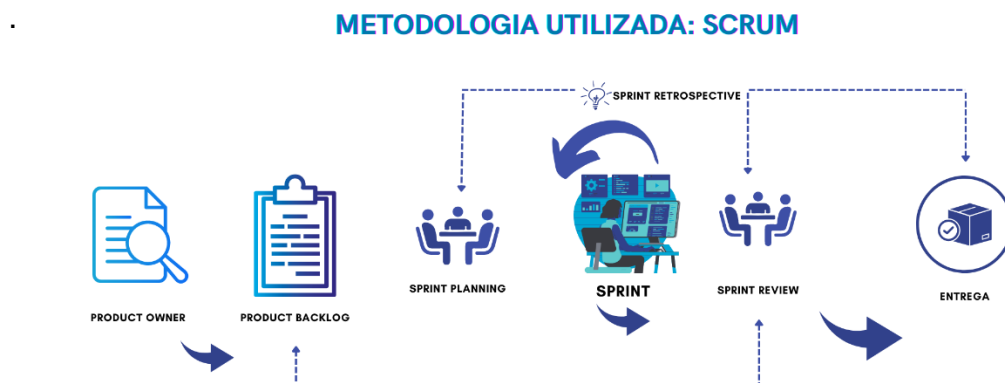 .
METODOLOGIA UTILIZADA: SCRUM
SPRINT RETROSPECTIVE
SPRINT PLANNING
SPRINT
SPRINT REVIEW
ENTREGA
PRODUCT OWNER
PRODUCT BACKLOG